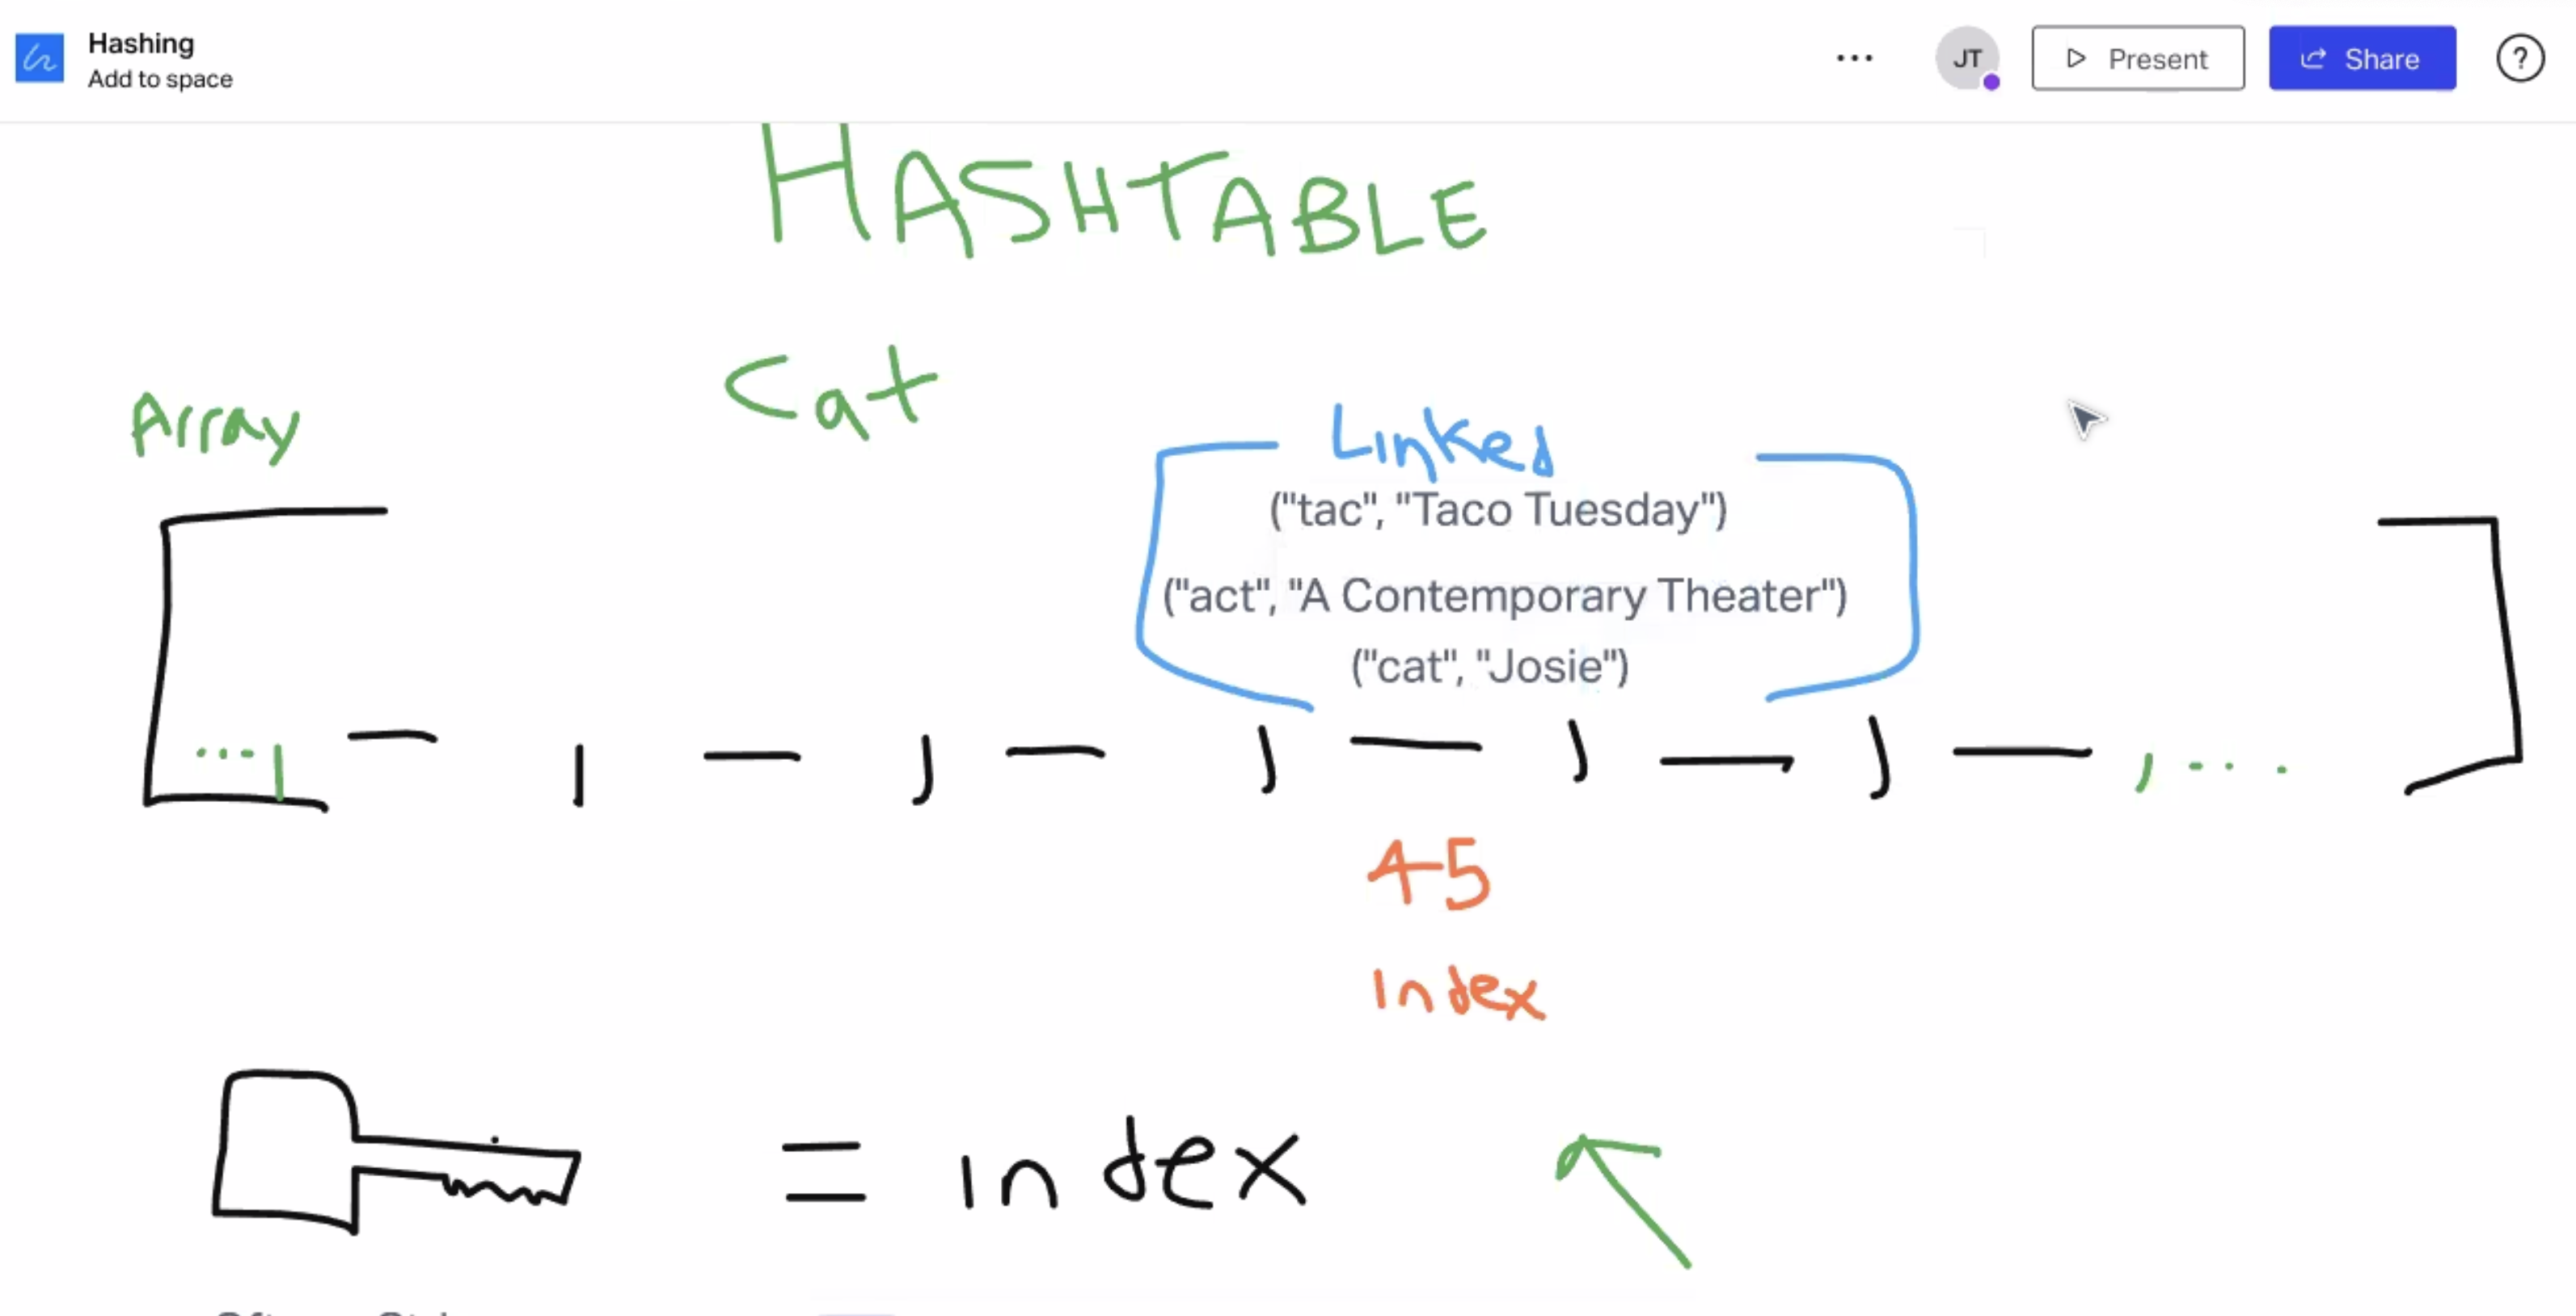 Hashing
Add to space
...
JT
Present
Share
?
HASHTABLE
Cat
Array
Linked
("tac", "Taco Tuesday")
("act", "A Contemporary Theater")
("cat", "Josie")
..., — , — , — , — , — , — , ...
45
Index
= index